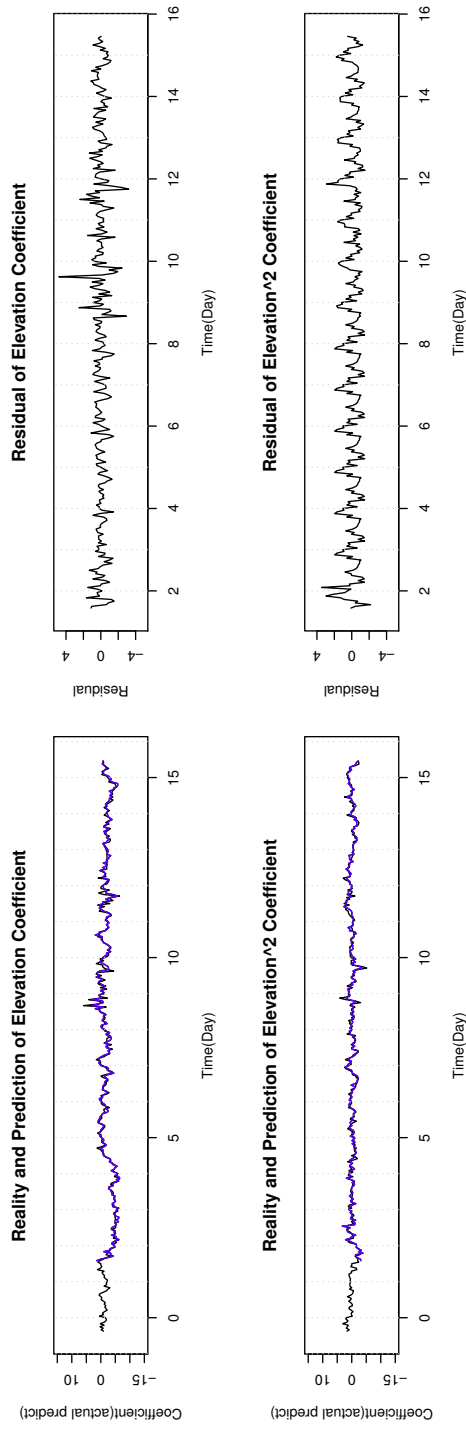 Reality and Prediction of Elevation Coefficient
Coefficient(actual predict)
−15 0 10
0 5 10 15
Time(Day)
Residual of Elevation Coefficient
Residual
−4 0 4
2 4 6 8 10 12 14 16
Time(Day)
Reality and Prediction of Elevation^2 Coefficient
Coefficient(actual predict)
−15 0 10
0 5 10 15
Time(Day)
Residual of Elevation^2 Coefficient
Residual
−4 0 4
2 4 6 8 10 12 14 16
Time(Day)